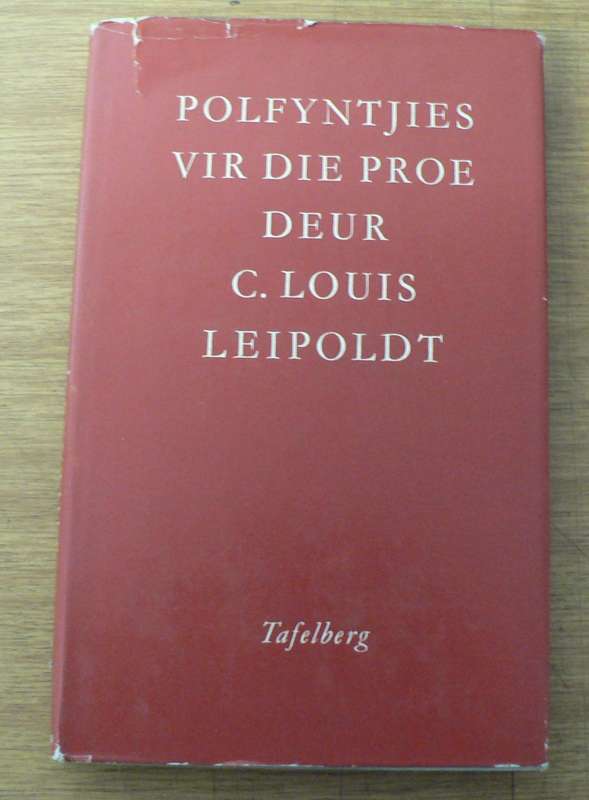 POLFYNTJIES
VIR DIE PROE
DEUR
C. LOUIS
LEIPOLDT
Tafelberg